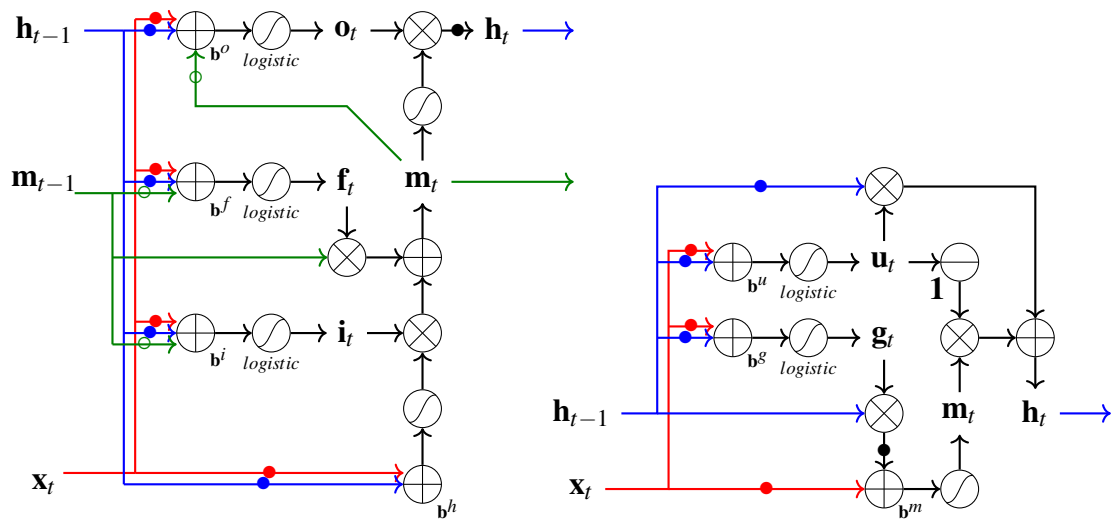 h_{t−1} b^o logistic o_t h_t
m_{t−1} b^f logistic f_t m_t
b^i logistic i_t
x_t b^h
b^u logistic u_t 1
b^g logistic g_t
h_{t−1} m_t h_t
x_t b^m